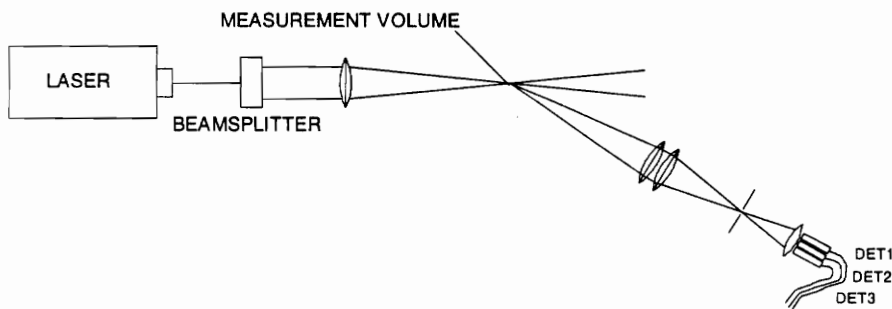 MEASUREMENT VOLUME
LASER
BEAMSPLITTER
DET1
DET2
DET3